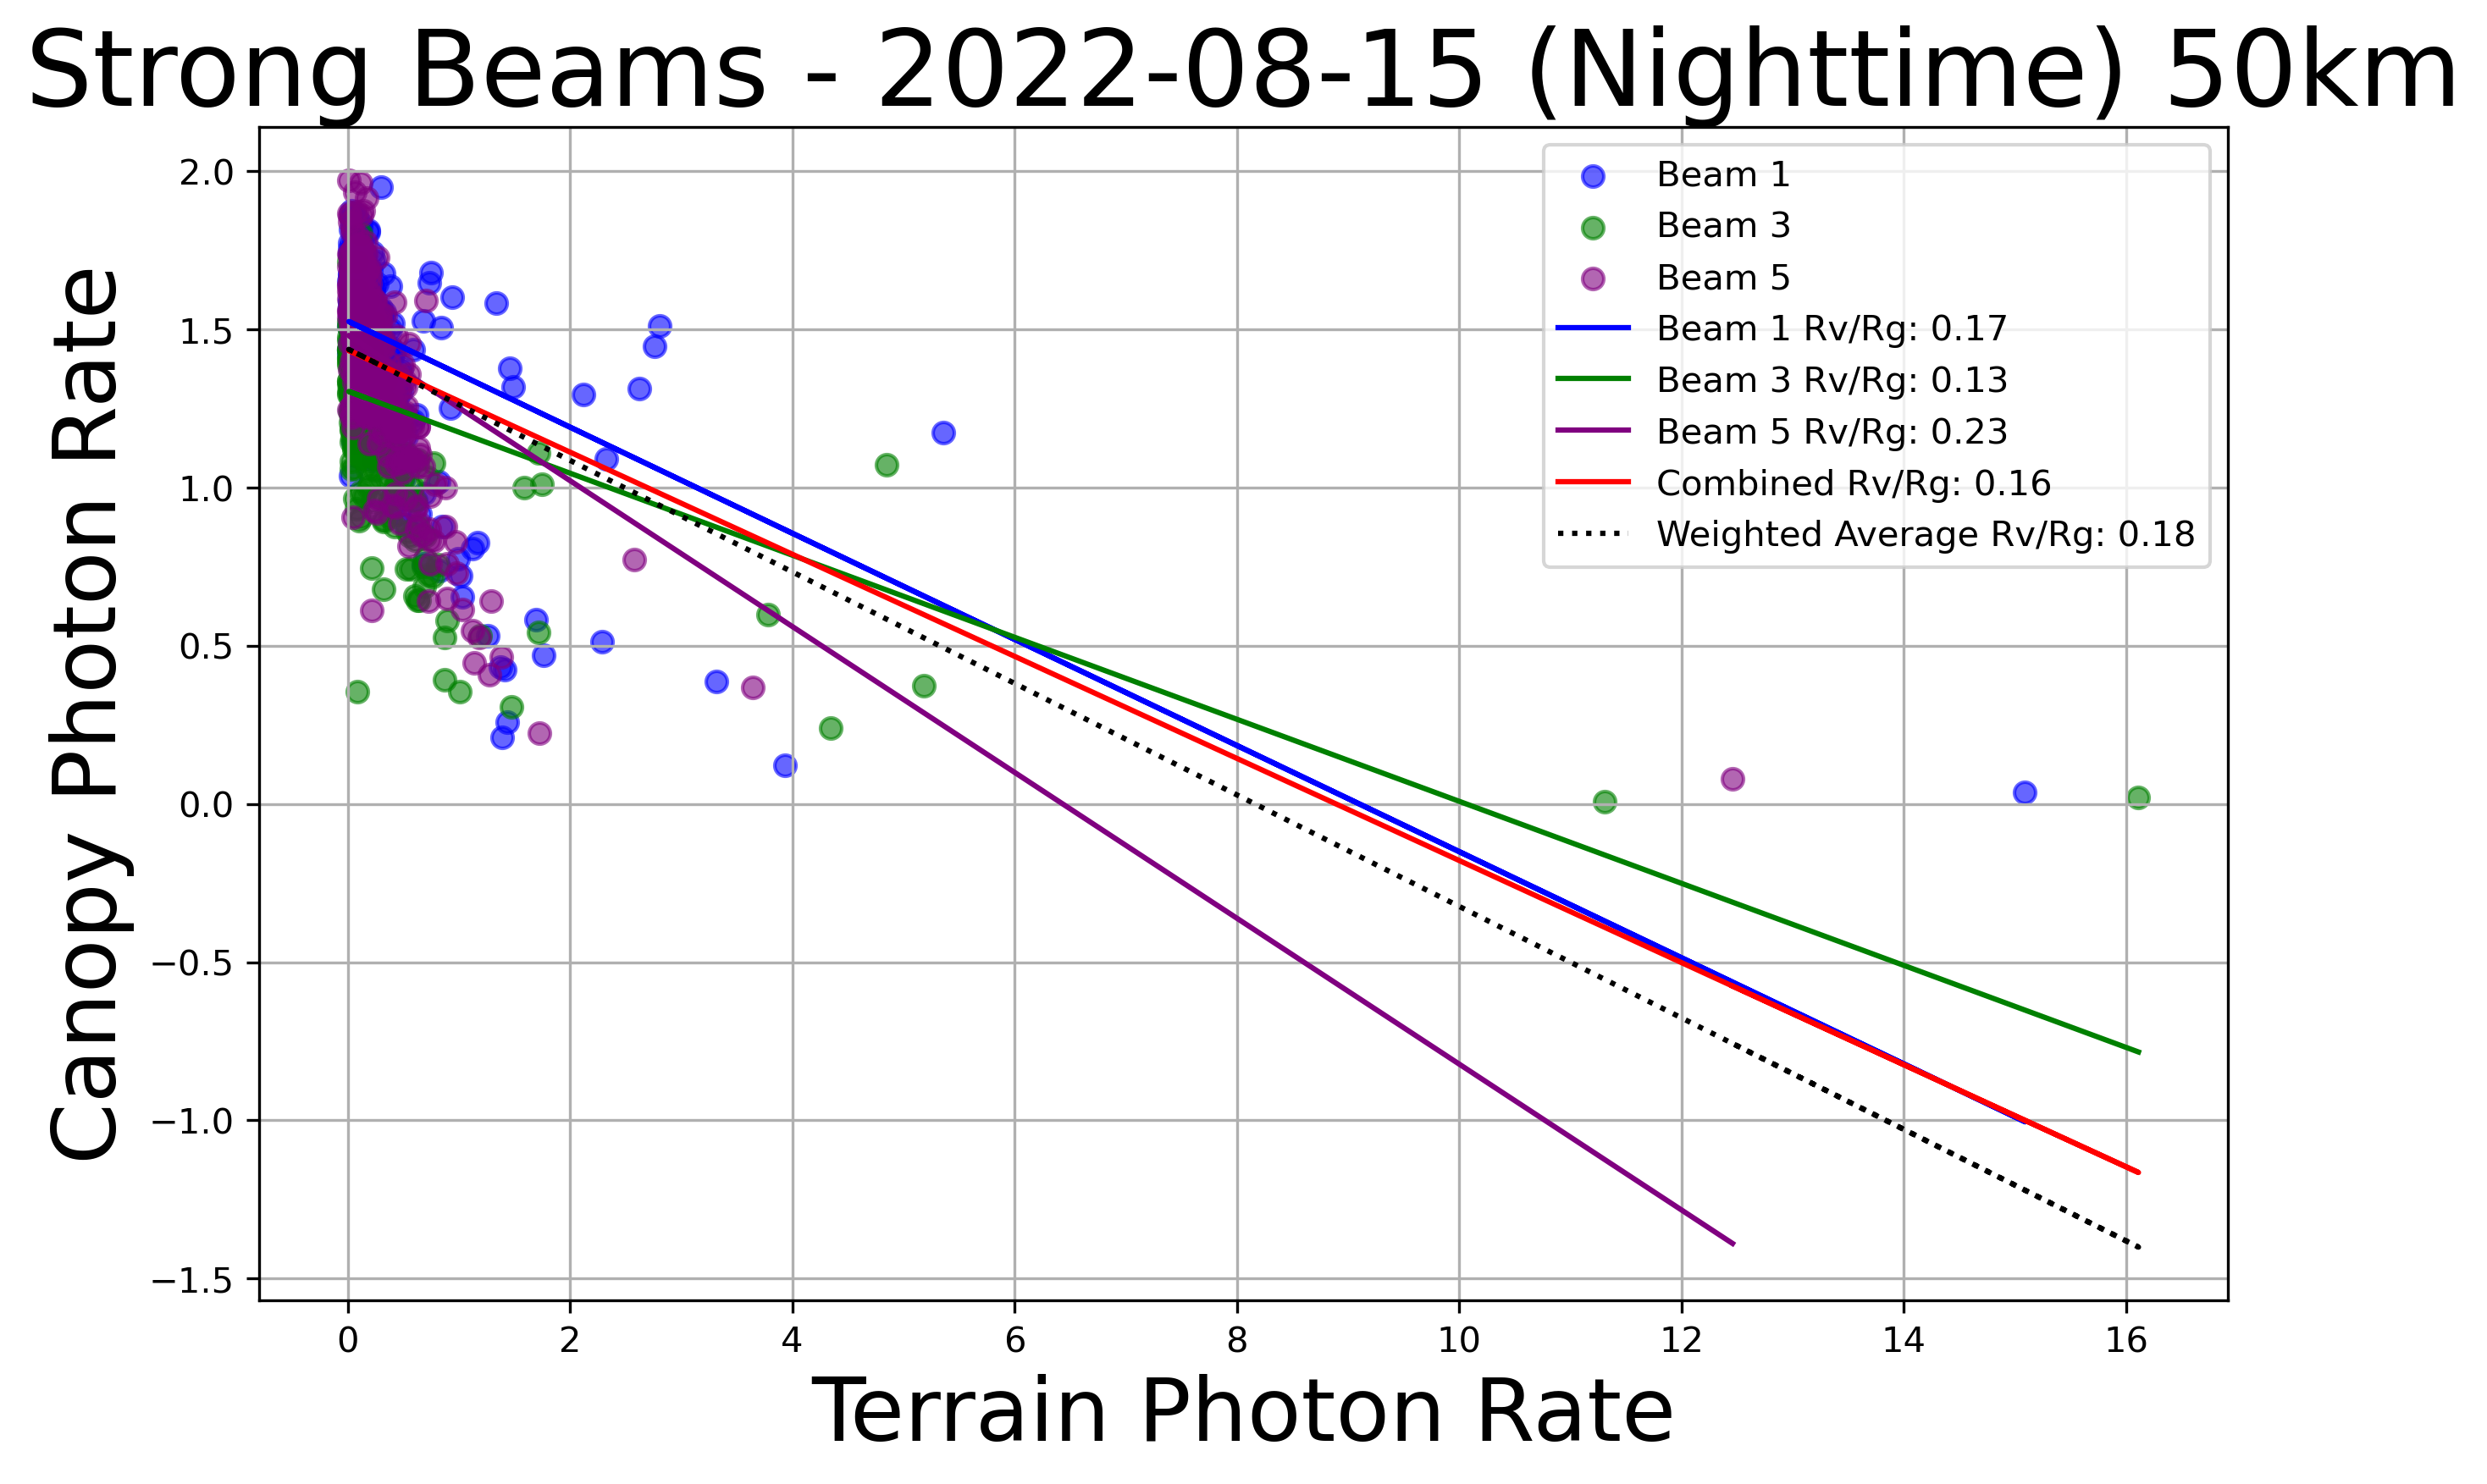 Strong Beams - 2022-08-15 (Nighttime) 50km
Canopy Photon Rate
2.0
1.5
1.0
0.5
0.0
−0.5
−1.0
−1.5
Beam 1
Beam 3
Beam 5
Beam 1 Rv/Rg: 0.17
Beam 3 Rv/Rg: 0.13
Beam 5 Rv/Rg: 0.23
Combined Rv/Rg: 0.16
Weighted Average Rv/Rg: 0.18
0 2 4 6 8 10 12 14 16
Terrain Photon Rate